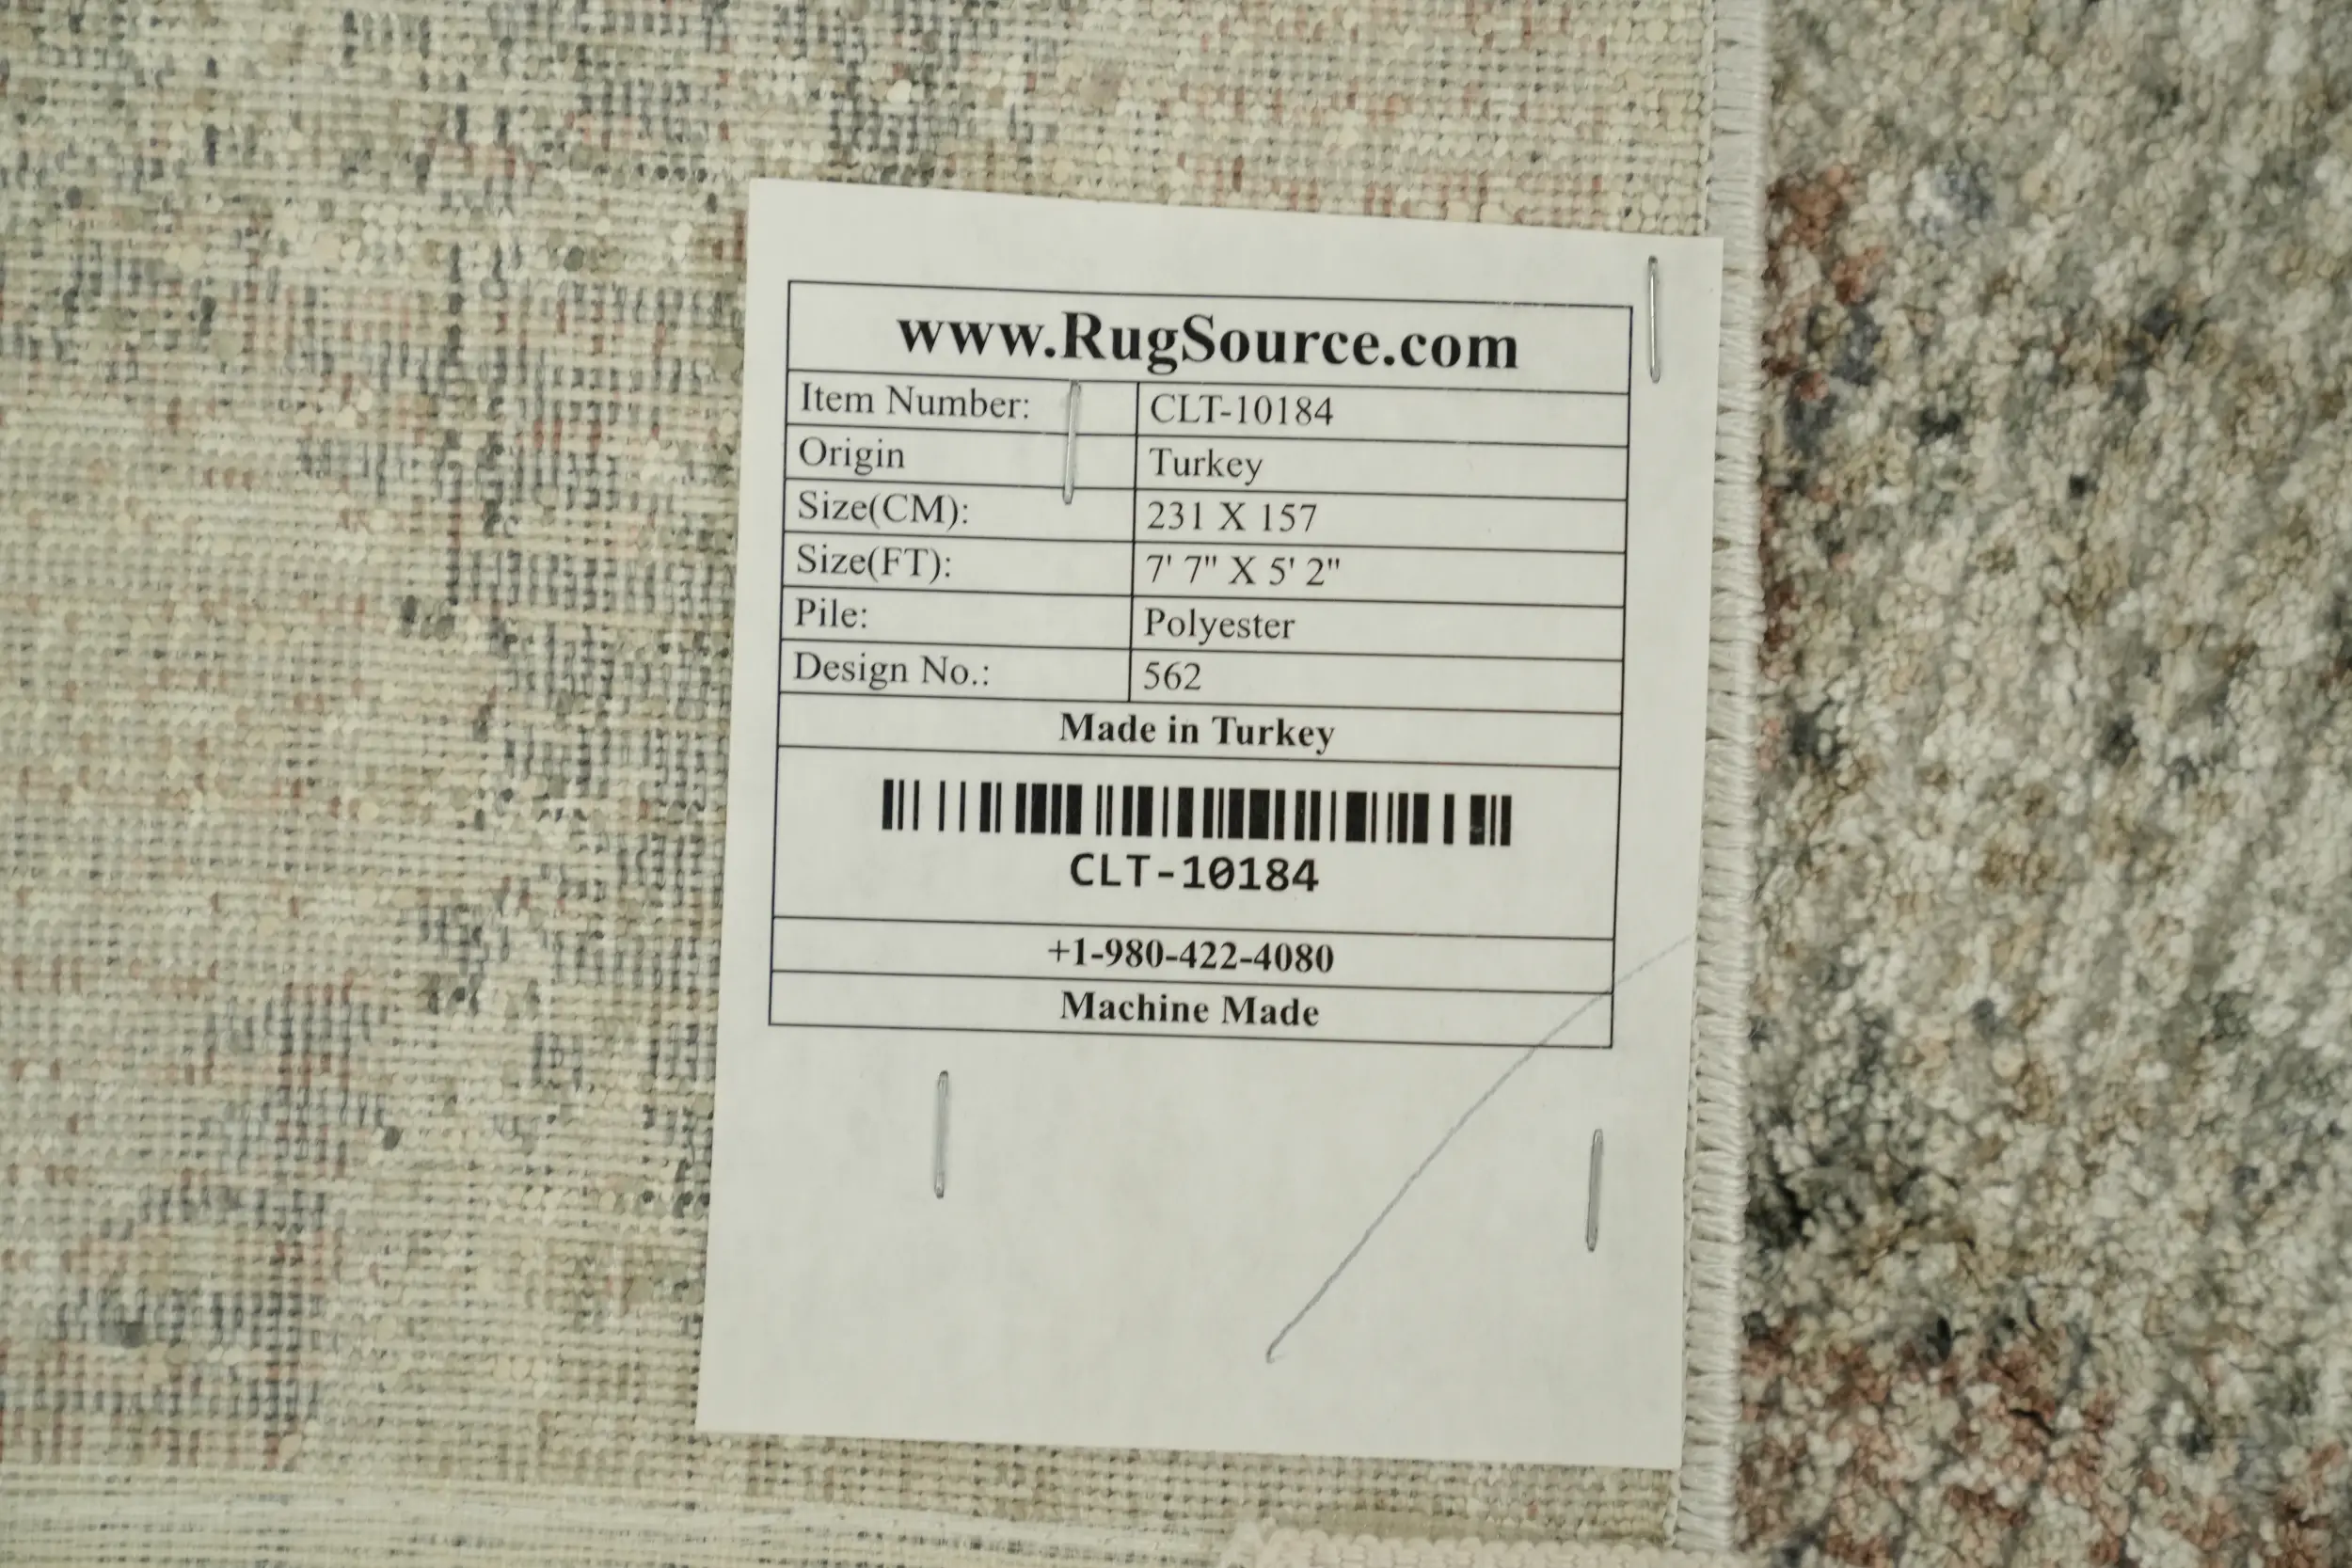 www.RugSource.com
Item Number: CLT-10184
Origin Turkey
Size(CM): 231 X 157
Size(FT): 7' 7" X 5' 2"
Pile: Polyester
Design No.: 562
Made in Turkey
CLT-10184
+1-980-422-4080
Machine Made